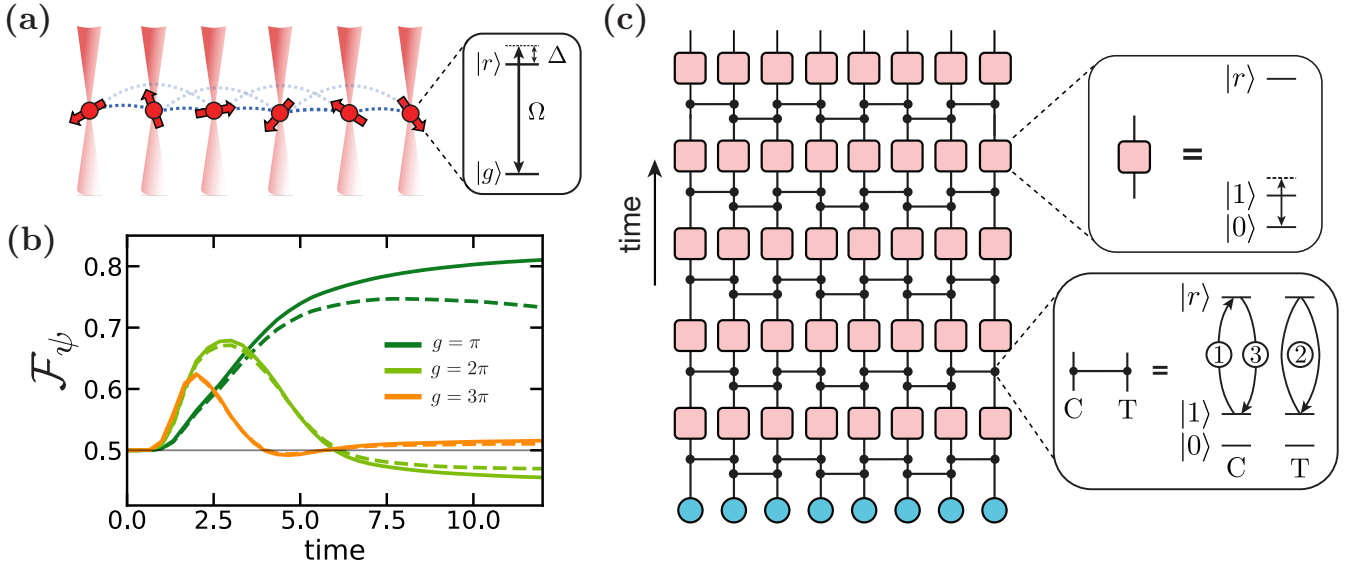 (a)
|r⟩
Δ
Ω
|g⟩
(b)
0.8
0.7
0.6
0.5
ℱ_ψ
g = π
g = 2π
g = 3π
0.0
2.5
5.0
7.5
10.0
time
(c)
time
|r⟩
=
|1⟩
|0⟩
|r⟩
1
3
2
=
C
T
|1⟩
|0⟩
C
T